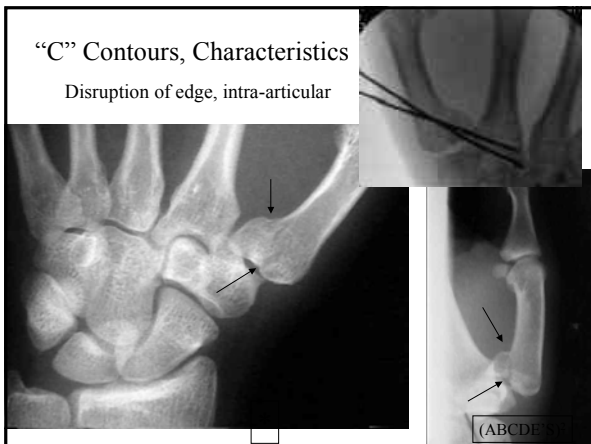 “C” Contours, Characteristics
Disruption of edge, intra-articular
(ABCDE’S)